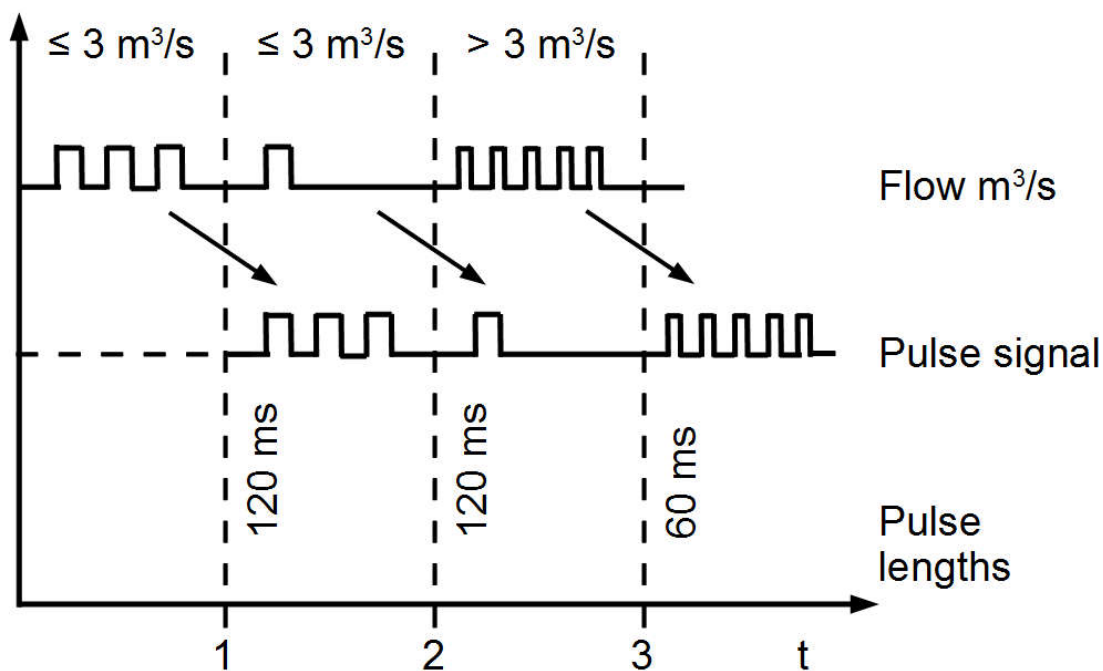 ≤ 3 m³/s ≤ 3 m³/s > 3 m³/s
Flow m³/s
Pulse signal
120 ms
120 ms
60 ms
Pulse
lengths
1 2 3 t